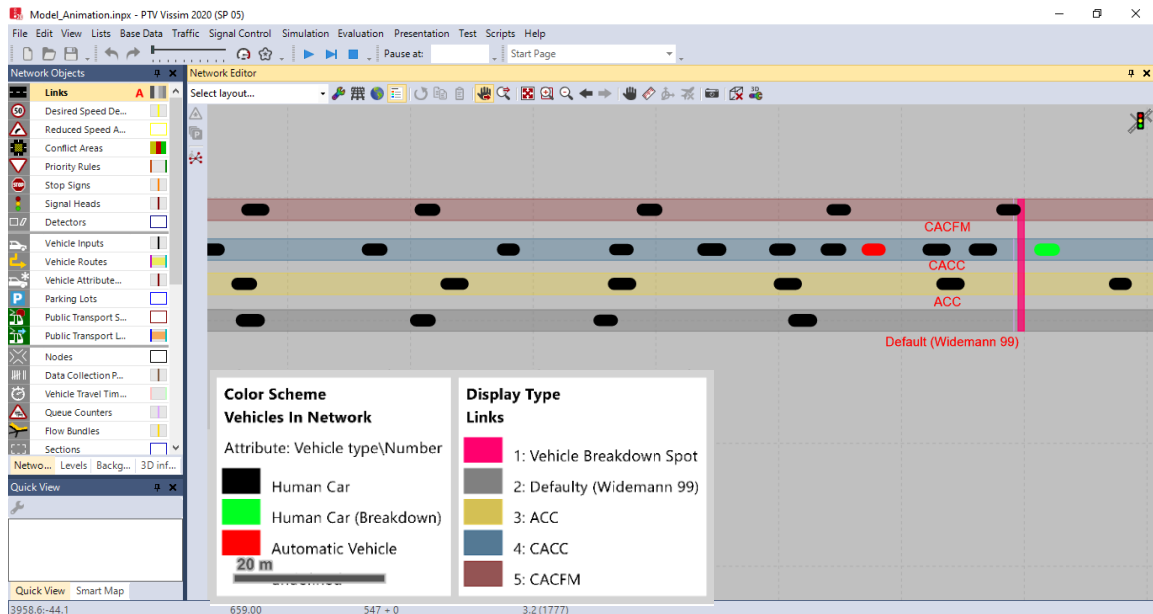 Model_Animation.inpx - PTV Vissim 2020 (SP 05)
File Edit View Lists Base Data Traffic Signal Control Simulation Evaluation Presentation Test Scripts Help
Pause at: Start Page
Network Objects
Network Editor
Links A
Select layout...
50 Desired Speed De...
Reduced Speed A...
Conflict Areas
Priority Rules
STOP Stop Signs
Signal Heads
Detectors
Vehicle Inputs
Vehicle Routes
Vehicle Attribute...
P Parking Lots
Public Transport S...
Public Transport L...
Nodes
Data Collection P...
Vehicle Travel Tim...
Queue Counters
Flow Bundles
Sections
Netwo... Levels Backg... 3D inf...
Quick View
Quick View Smart Map
CACFM
CACC
ACC
Default (Widemann 99)
Color Scheme
Vehicles In Network
Attribute: Vehicle type\Number
Human Car
Human Car (Breakdown)
Automatic Vehicle
20 m
Display Type
Links
1: Vehicle Breakdown Spot
2: Defaulty (Widemann 99)
3: ACC
4: CACC
5: CACFM
3958.6:-44.1 659.00 547 + 0 3.2 (1777)